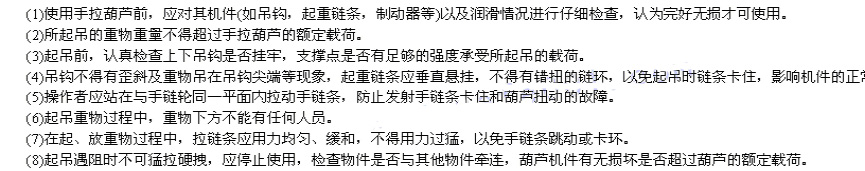 (1)使用手拉葫芦前，应对其机件(如吊钩，起重链条，制动器等)以及润滑情况进行仔细检查，认为完好无损才可使用。
(2)所起吊的重物重量不得超过手拉葫芦的额定载荷。
(3)起吊前，认真检查上下吊钩是否挂牢，支撑点是否有足够的强度承受所起吊的载荷。
(4)吊钩不得有歪斜及重物吊在吊钩尖端等现象，起重链条应垂直悬挂，不得有错扭的链环，以免起吊时链条卡住，影响机件的正常
(5)操作者应站在与手链轮同一平面内拉动手链条，防止发射手链条卡住和葫芦扭动的故障。
(6)起吊重物过程中，重物下方不能有任何人员。
(7)在起、放重物过程中，拉链条应用力均匀、缓和，不得用力过猛，以免手链条跳动或卡环。
(8)起吊遇阻时不可猛拉硬拽，应停止使用，检查物件是否与其他物件牵连，葫芦机件有无损坏是否超过葫芦的额定载荷。